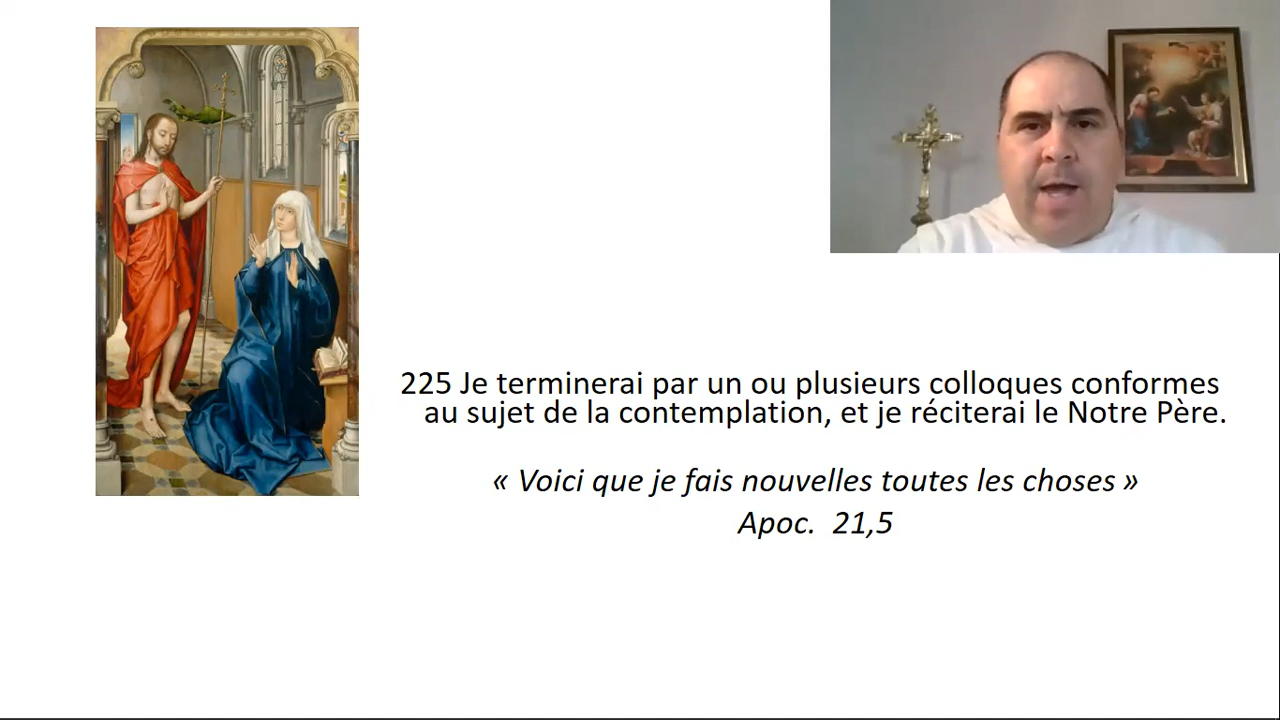 225 Je terminerai par un ou plusieurs colloques conformes
au sujet de la contemplation, et je réciterai le Notre Père.
« Voici que je fais nouvelles toutes les choses »
Apoc. 21,5